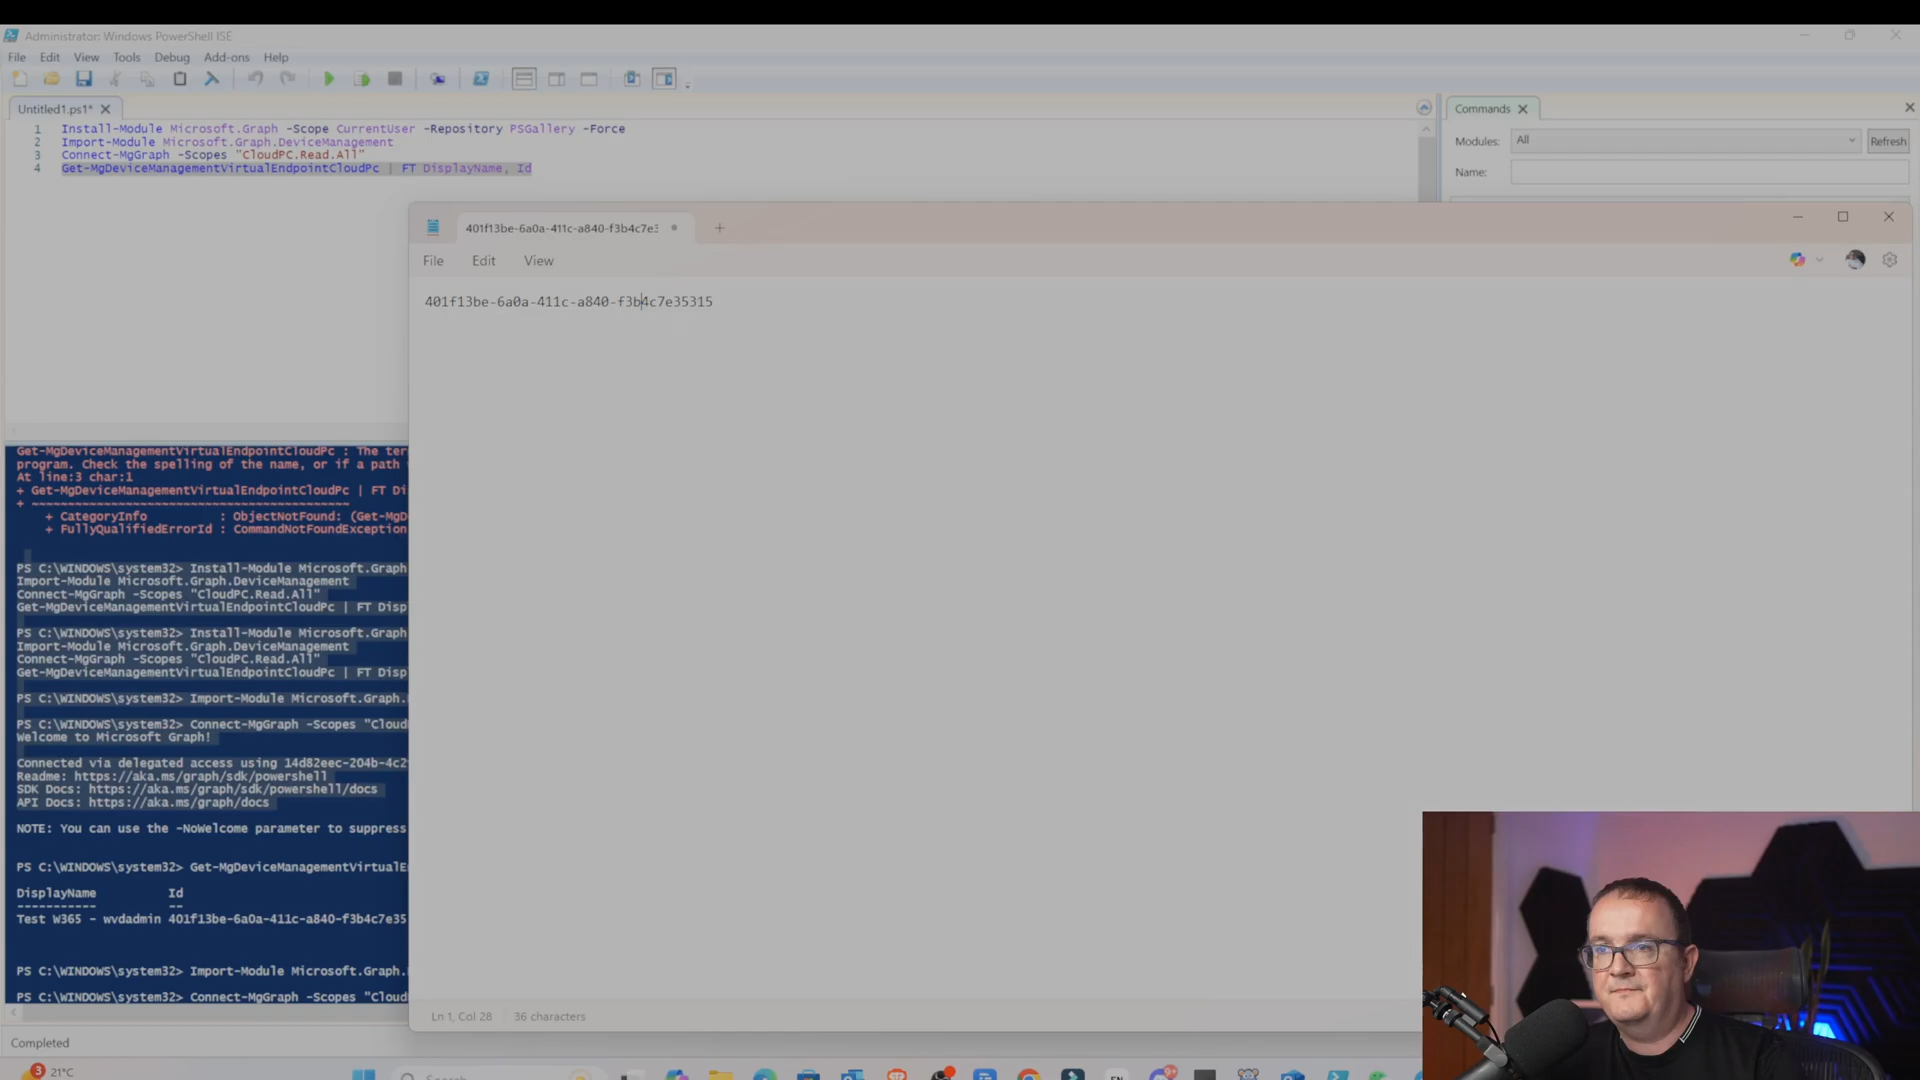 Administrator: Windows PowerShell ISE
File Edit View Tools Debug Add-ons Help
Untitled1.ps1*
Commands
1 Install-Module Microsoft.Graph -Scope CurrentUser -Repository PSGallery -Force
2 Import-Module Microsoft.Graph.DeviceManagement
3 Connect-MgGraph -Scopes "CloudPC.Read.All"
4 Get-MgDeviceManagementVirtualEndpointCloudPc | FT DisplayName, Id
Modules: All Refresh
Name:
401f13be-6a0a-411c-a840-f3b4c7e3
File Edit View
401f13be-6a0a-411c-a840-f3b4c7e35315
Get-MgDeviceManagementVirtualEndpointCloudPc : The ter
program. Check the spelling of the name, or if a path
At line:3 char:1
+ Get-MgDeviceManagementVirtualEndpointCloudPc | FT Di
+ ~~~~~~~~~~~~~~~~~~~~~~~~~~~~~~~~~~~~~~~~~~~~
+ CategoryInfo : ObjectNotFound: (Get-MgD
+ FullyQualifiedErrorId : CommandNotFoundException
PS C:\WINDOWS\system32> Install-Module Microsoft.Graph
Import-Module Microsoft.Graph.DeviceManagement
Connect-MgGraph -Scopes "CloudPC.Read.All"
Get-MgDeviceManagementVirtualEndpointCloudPc | FT Disp
PS C:\WINDOWS\system32> Install-Module Microsoft.Graph
Import-Module Microsoft.Graph.DeviceManagement
Connect-MgGraph -Scopes "CloudPC.Read.All"
Get-MgDeviceManagementVirtualEndpointCloudPc | FT Disp
PS C:\WINDOWS\system32> Import-Module Microsoft.Graph.
PS C:\WINDOWS\system32> Connect-MgGraph -Scopes "Cloud
Welcome to Microsoft Graph!
Connected via delegated access using 14d82eec-204b-4c2
Readme: https://aka.ms/graph/sdk/powershell
SDK Docs: https://aka.ms/graph/sdk/powershell/docs
API Docs: https://aka.ms/graph/docs
NOTE: You can use the -NoWelcome parameter to suppress
PS C:\WINDOWS\system32> Get-MgDeviceManagementVirtualE
DisplayName Id
----------- --
Test W365 - wvdadmin 401f13be-6a0a-411c-a840-f3b4c7e35
PS C:\WINDOWS\system32> Import-Module Microsoft.Graph.
PS C:\WINDOWS\system32> Connect-MgGraph -Scopes "Cloud
Ln 1, Col 28 36 characters
Completed
3 21°C
Search
EN